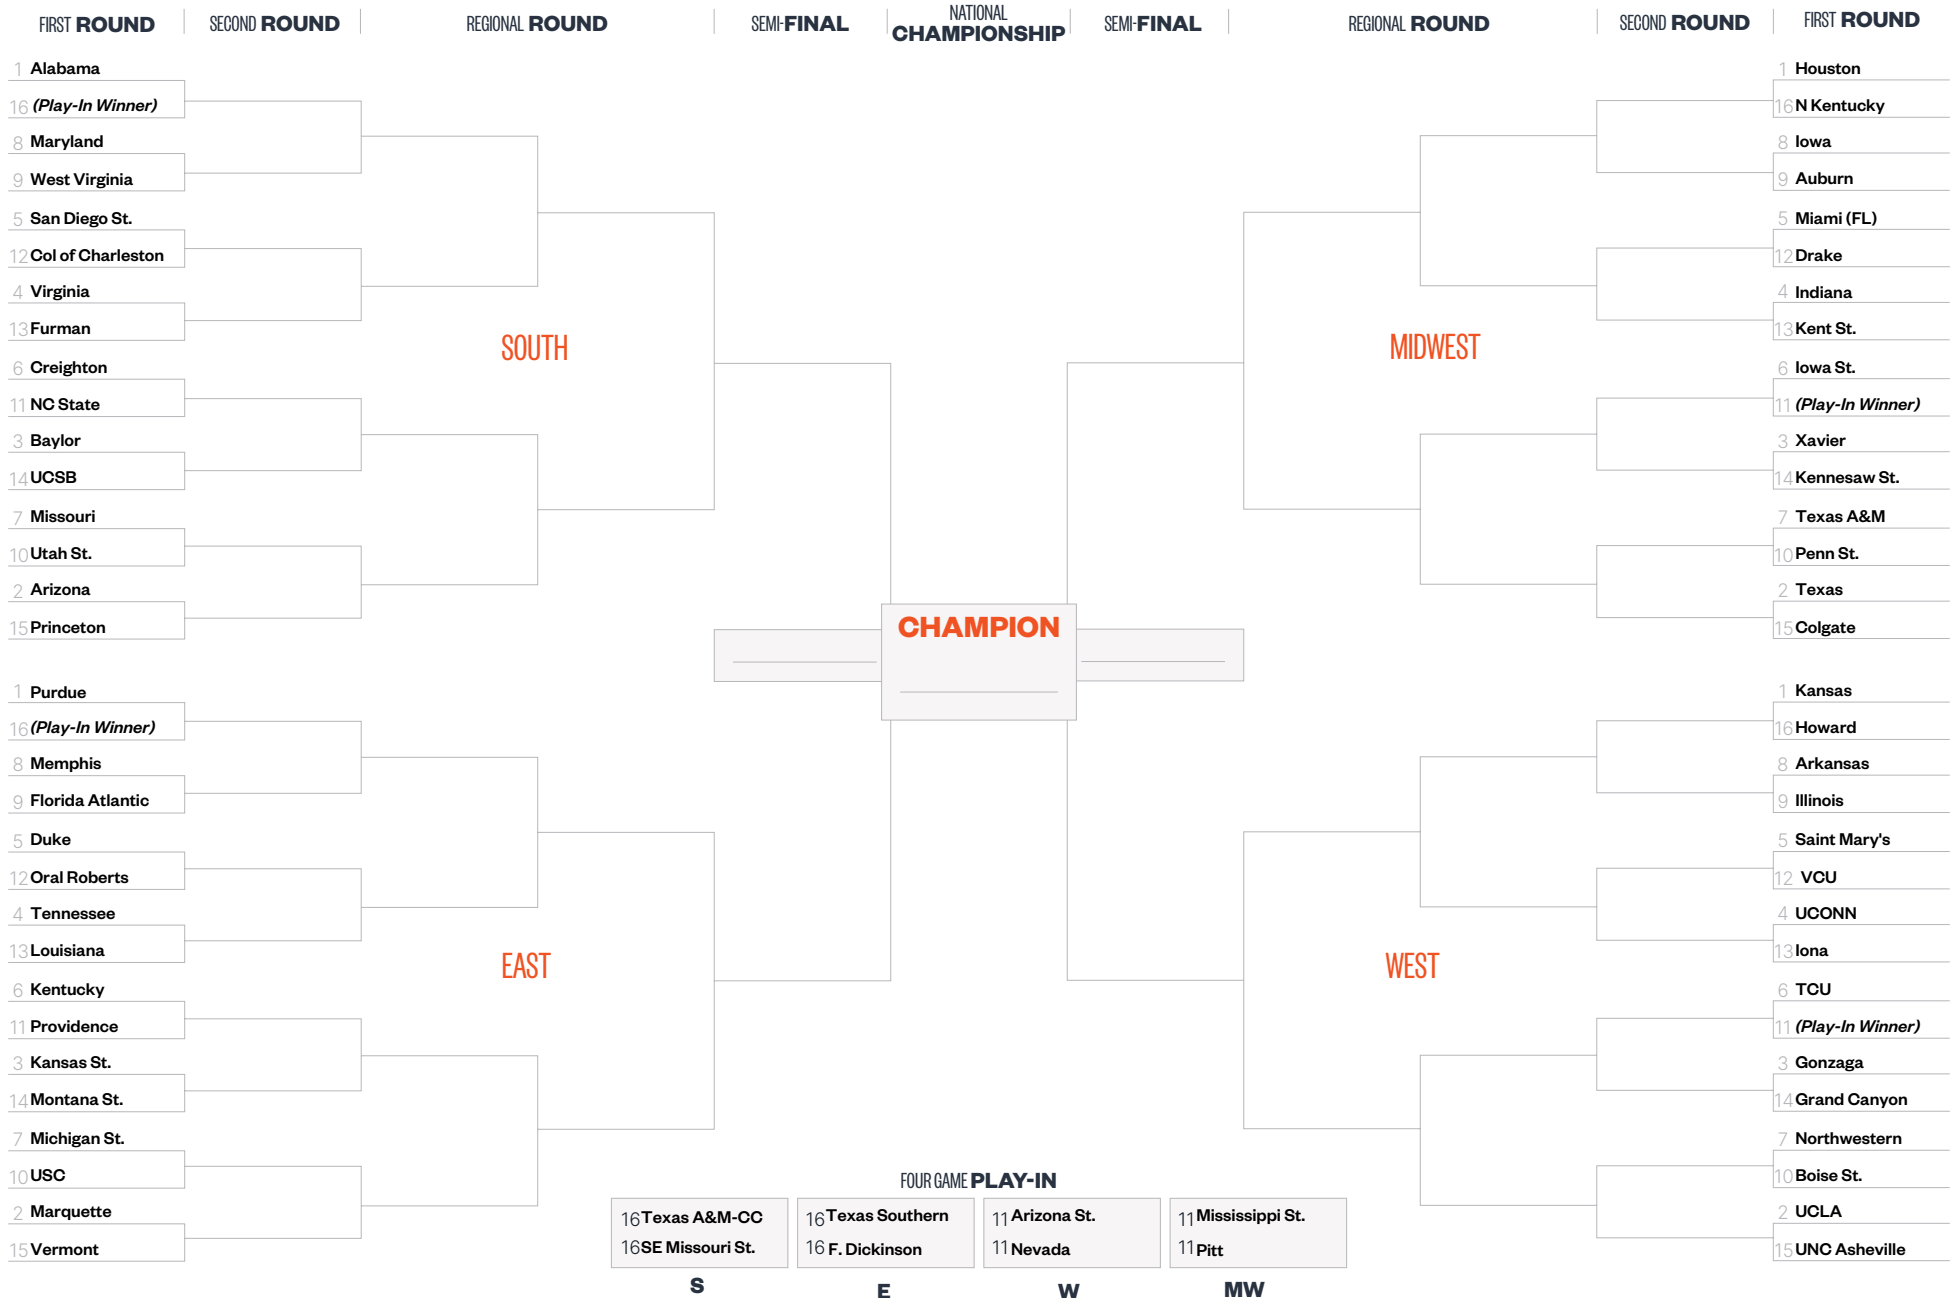 FIRST ROUND
SECOND ROUND
REGIONAL ROUND
SEMI-FINAL
NATIONAL
CHAMPIONSHIP
SEMI-FINAL
REGIONAL ROUND
SECOND ROUND
FIRST ROUND
1 Alabama
16 (Play-In Winner)
8 Maryland
9 West Virginia
5 San Diego St.
12 Col of Charleston
4 Virginia
13 Furman
6 Creighton
11 NC State
3 Baylor
14 UCSB
7 Missouri
10 Utah St.
2 Arizona
15 Princeton
SOUTH
1 Purdue
16 (Play-In Winner)
8 Memphis
9 Florida Atlantic
5 Duke
12 Oral Roberts
4 Tennessee
13 Louisiana
6 Kentucky
11 Providence
3 Kansas St.
14 Montana St.
7 Michigan St.
10 USC
2 Marquette
15 Vermont
EAST
CHAMPION
1 Houston
16 N Kentucky
8 Iowa
9 Auburn
5 Miami (FL)
12 Drake
4 Indiana
13 Kent St.
6 Iowa St.
11 (Play-In Winner)
3 Xavier
14 Kennesaw St.
7 Texas A&M
10 Penn St.
2 Texas
15 Colgate
MIDWEST
1 Kansas
16 Howard
8 Arkansas
9 Illinois
5 Saint Mary's
12 VCU
4 UCONN
13 Iona
6 TCU
11 (Play-In Winner)
3 Gonzaga
14 Grand Canyon
7 Northwestern
10 Boise St.
2 UCLA
15 UNC Asheville
WEST
FOUR GAME PLAY-IN
16 Texas A&M-CC
16 SE Missouri St.
S
16 Texas Southern
16 F. Dickinson
E
11 Arizona St.
11 Nevada
W
11 Mississippi St.
11 Pitt
MW